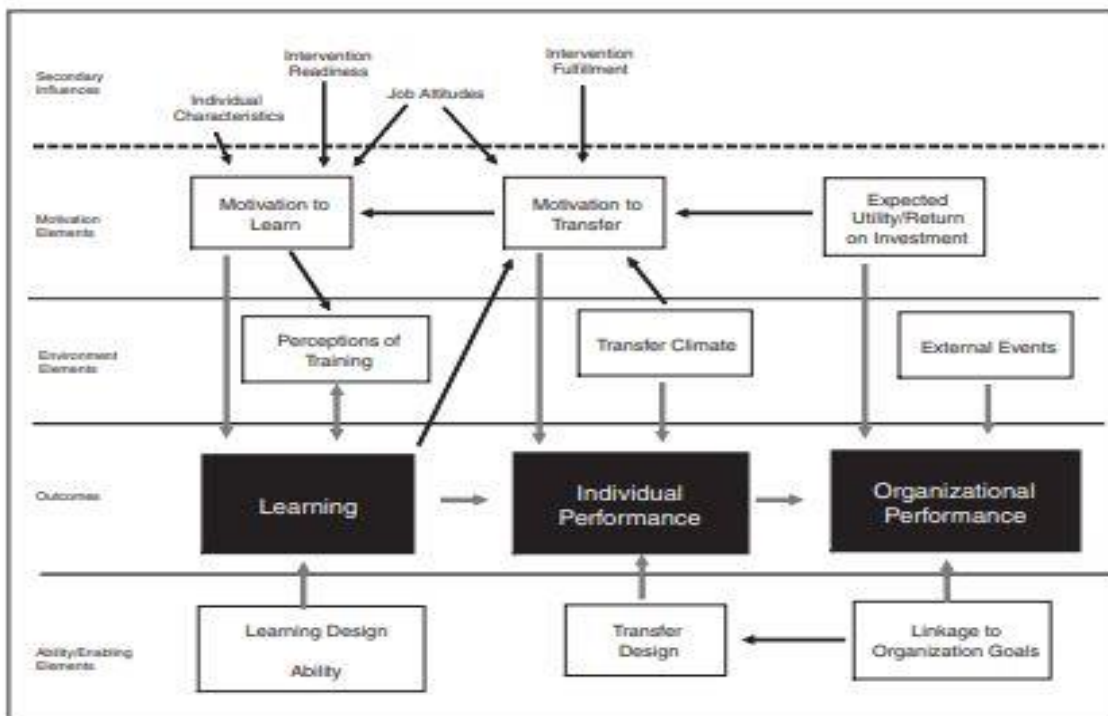 Secondary
Influences
Individual
Characteristics
Intervention
Readiness
Job Attitudes
Intervention
Fulfillment
Motivation
Elements
Motivation to
Learn
Motivation to
Transfer
Expected
Utility/Return
on Investment
Environment
Elements
Perceptions of
Training
Transfer Climate
External Events
Outcomes
Learning
Individual
Performance
Organizational
Performance
Ability/Enabling
Elements
Learning Design
Ability
Transfer
Design
Linkage to
Organization Goals